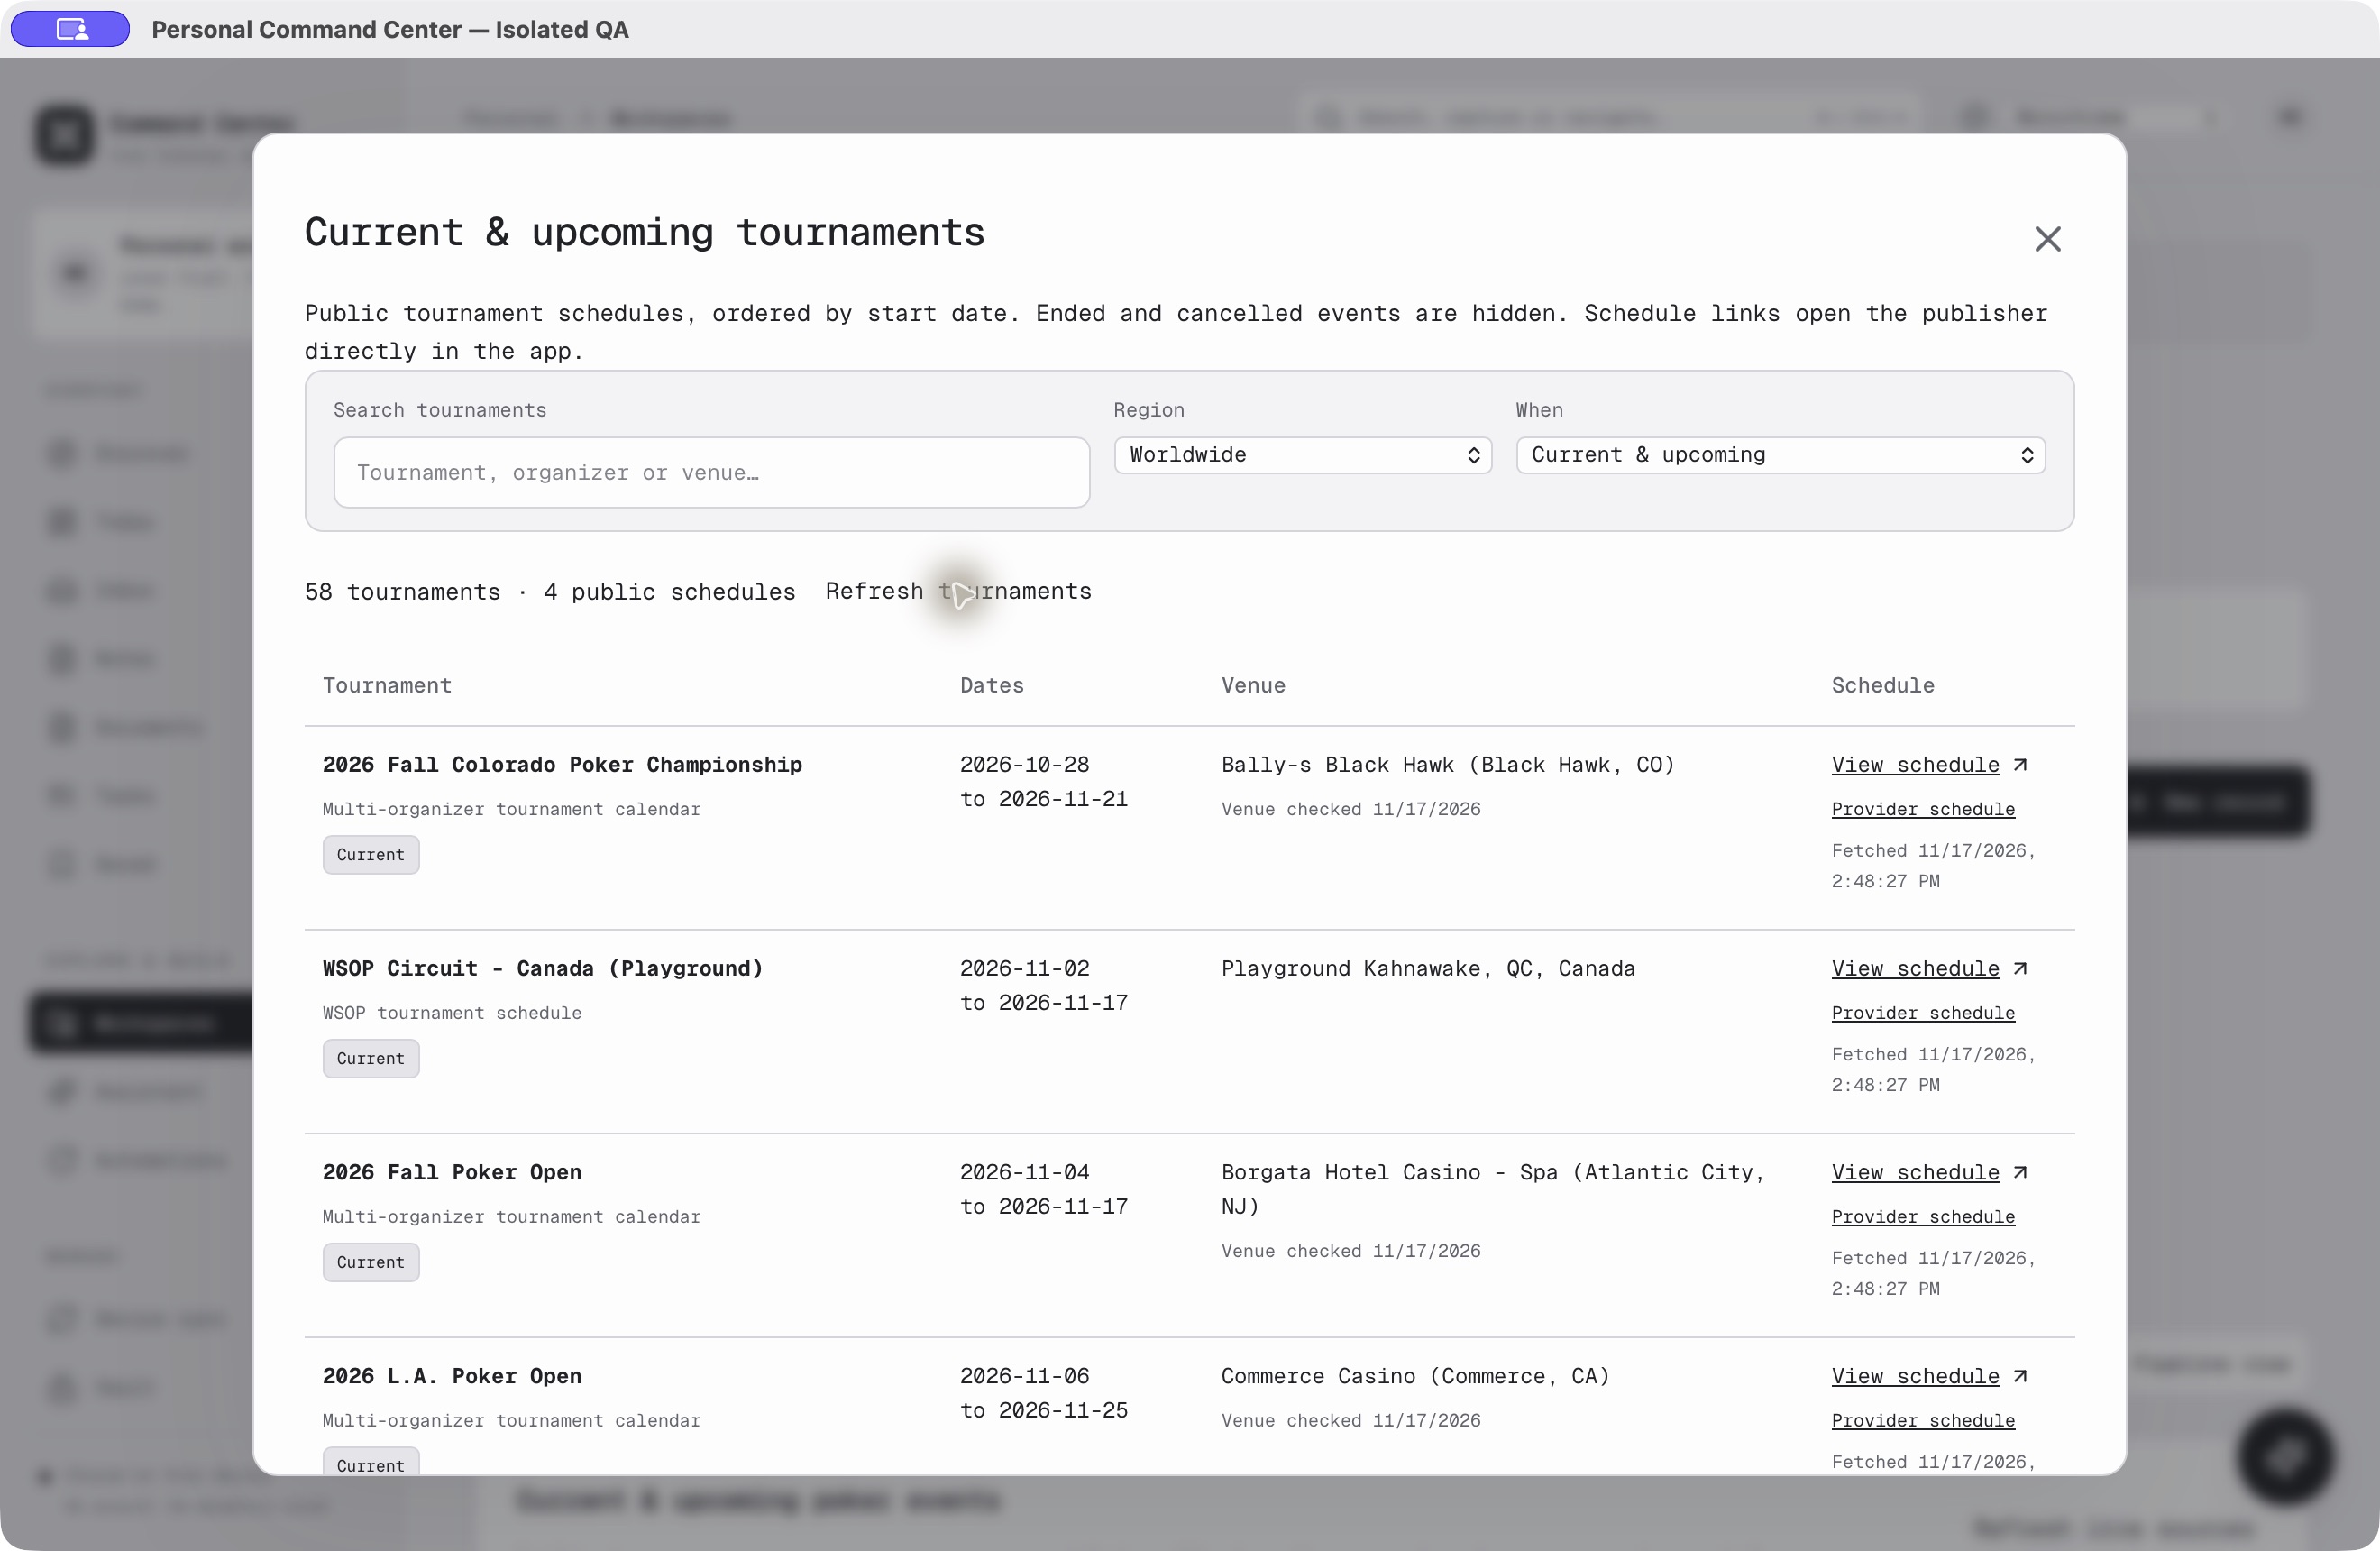 Personal Command Center — Isolated QA
Command Center
Current & upcoming tournaments
Public tournament schedules, ordered by start date. Ended and cancelled events are hidden. Schedule links open the publisher
directly in the app.
Search tournaments
Region
When
Tournament, organizer or venue…
Worldwide
Current & upcoming
58 tournaments · 4 public schedules
Refresh tournaments
Tournament
Dates
Venue
Schedule
2026 Fall Colorado Poker Championship
2026-10-28
Bally-s Black Hawk (Black Hawk, CO)
View schedule
to 2026-11-21
Multi-organizer tournament calendar
Venue checked 11/17/2026
Provider schedule
Current
Fetched 11/17/2026,
2:48:27 PM
WSOP Circuit - Canada (Playground)
2026-11-02
Playground Kahnawake, QC, Canada
View schedule
to 2026-11-17
WSOP tournament schedule
Provider schedule
Current
Fetched 11/17/2026,
2:48:27 PM
2026 Fall Poker Open
2026-11-04
Borgata Hotel Casino - Spa (Atlantic City,
View schedule
to 2026-11-17
NJ)
Multi-organizer tournament calendar
Provider schedule
Current
Venue checked 11/17/2026
Fetched 11/17/2026,
2:48:27 PM
2026 L.A. Poker Open
2026-11-06
Commerce Casino (Commerce, CA)
View schedule
to 2026-11-25
Multi-organizer tournament calendar
Venue checked 11/17/2026
Provider schedule
Current
Fetched 11/17/2026,
Current & upcoming poker events